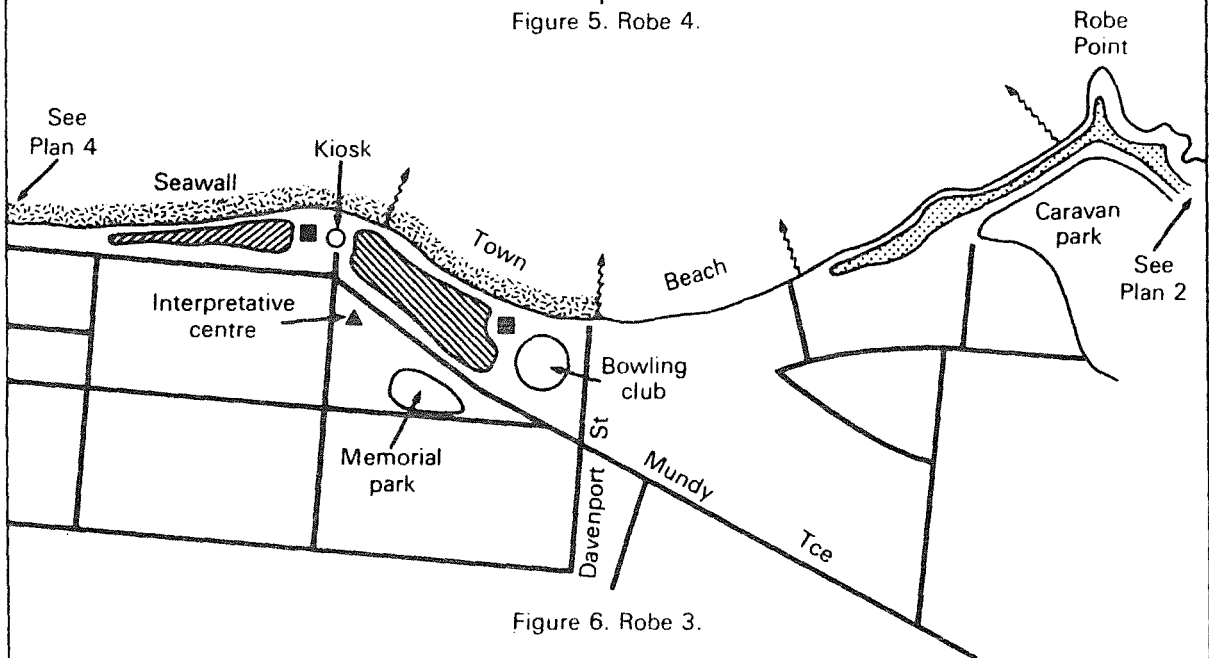 Figure 5. Robe 4.
Robe
Point
See
Plan 4
Kiosk
Seawall
Town
Beach
Caravan
park
See
Plan 2
Interpretative
centre
Bowling
club
Memorial
park
Davenport St
Mundy Tce
Figure 6. Robe 3.